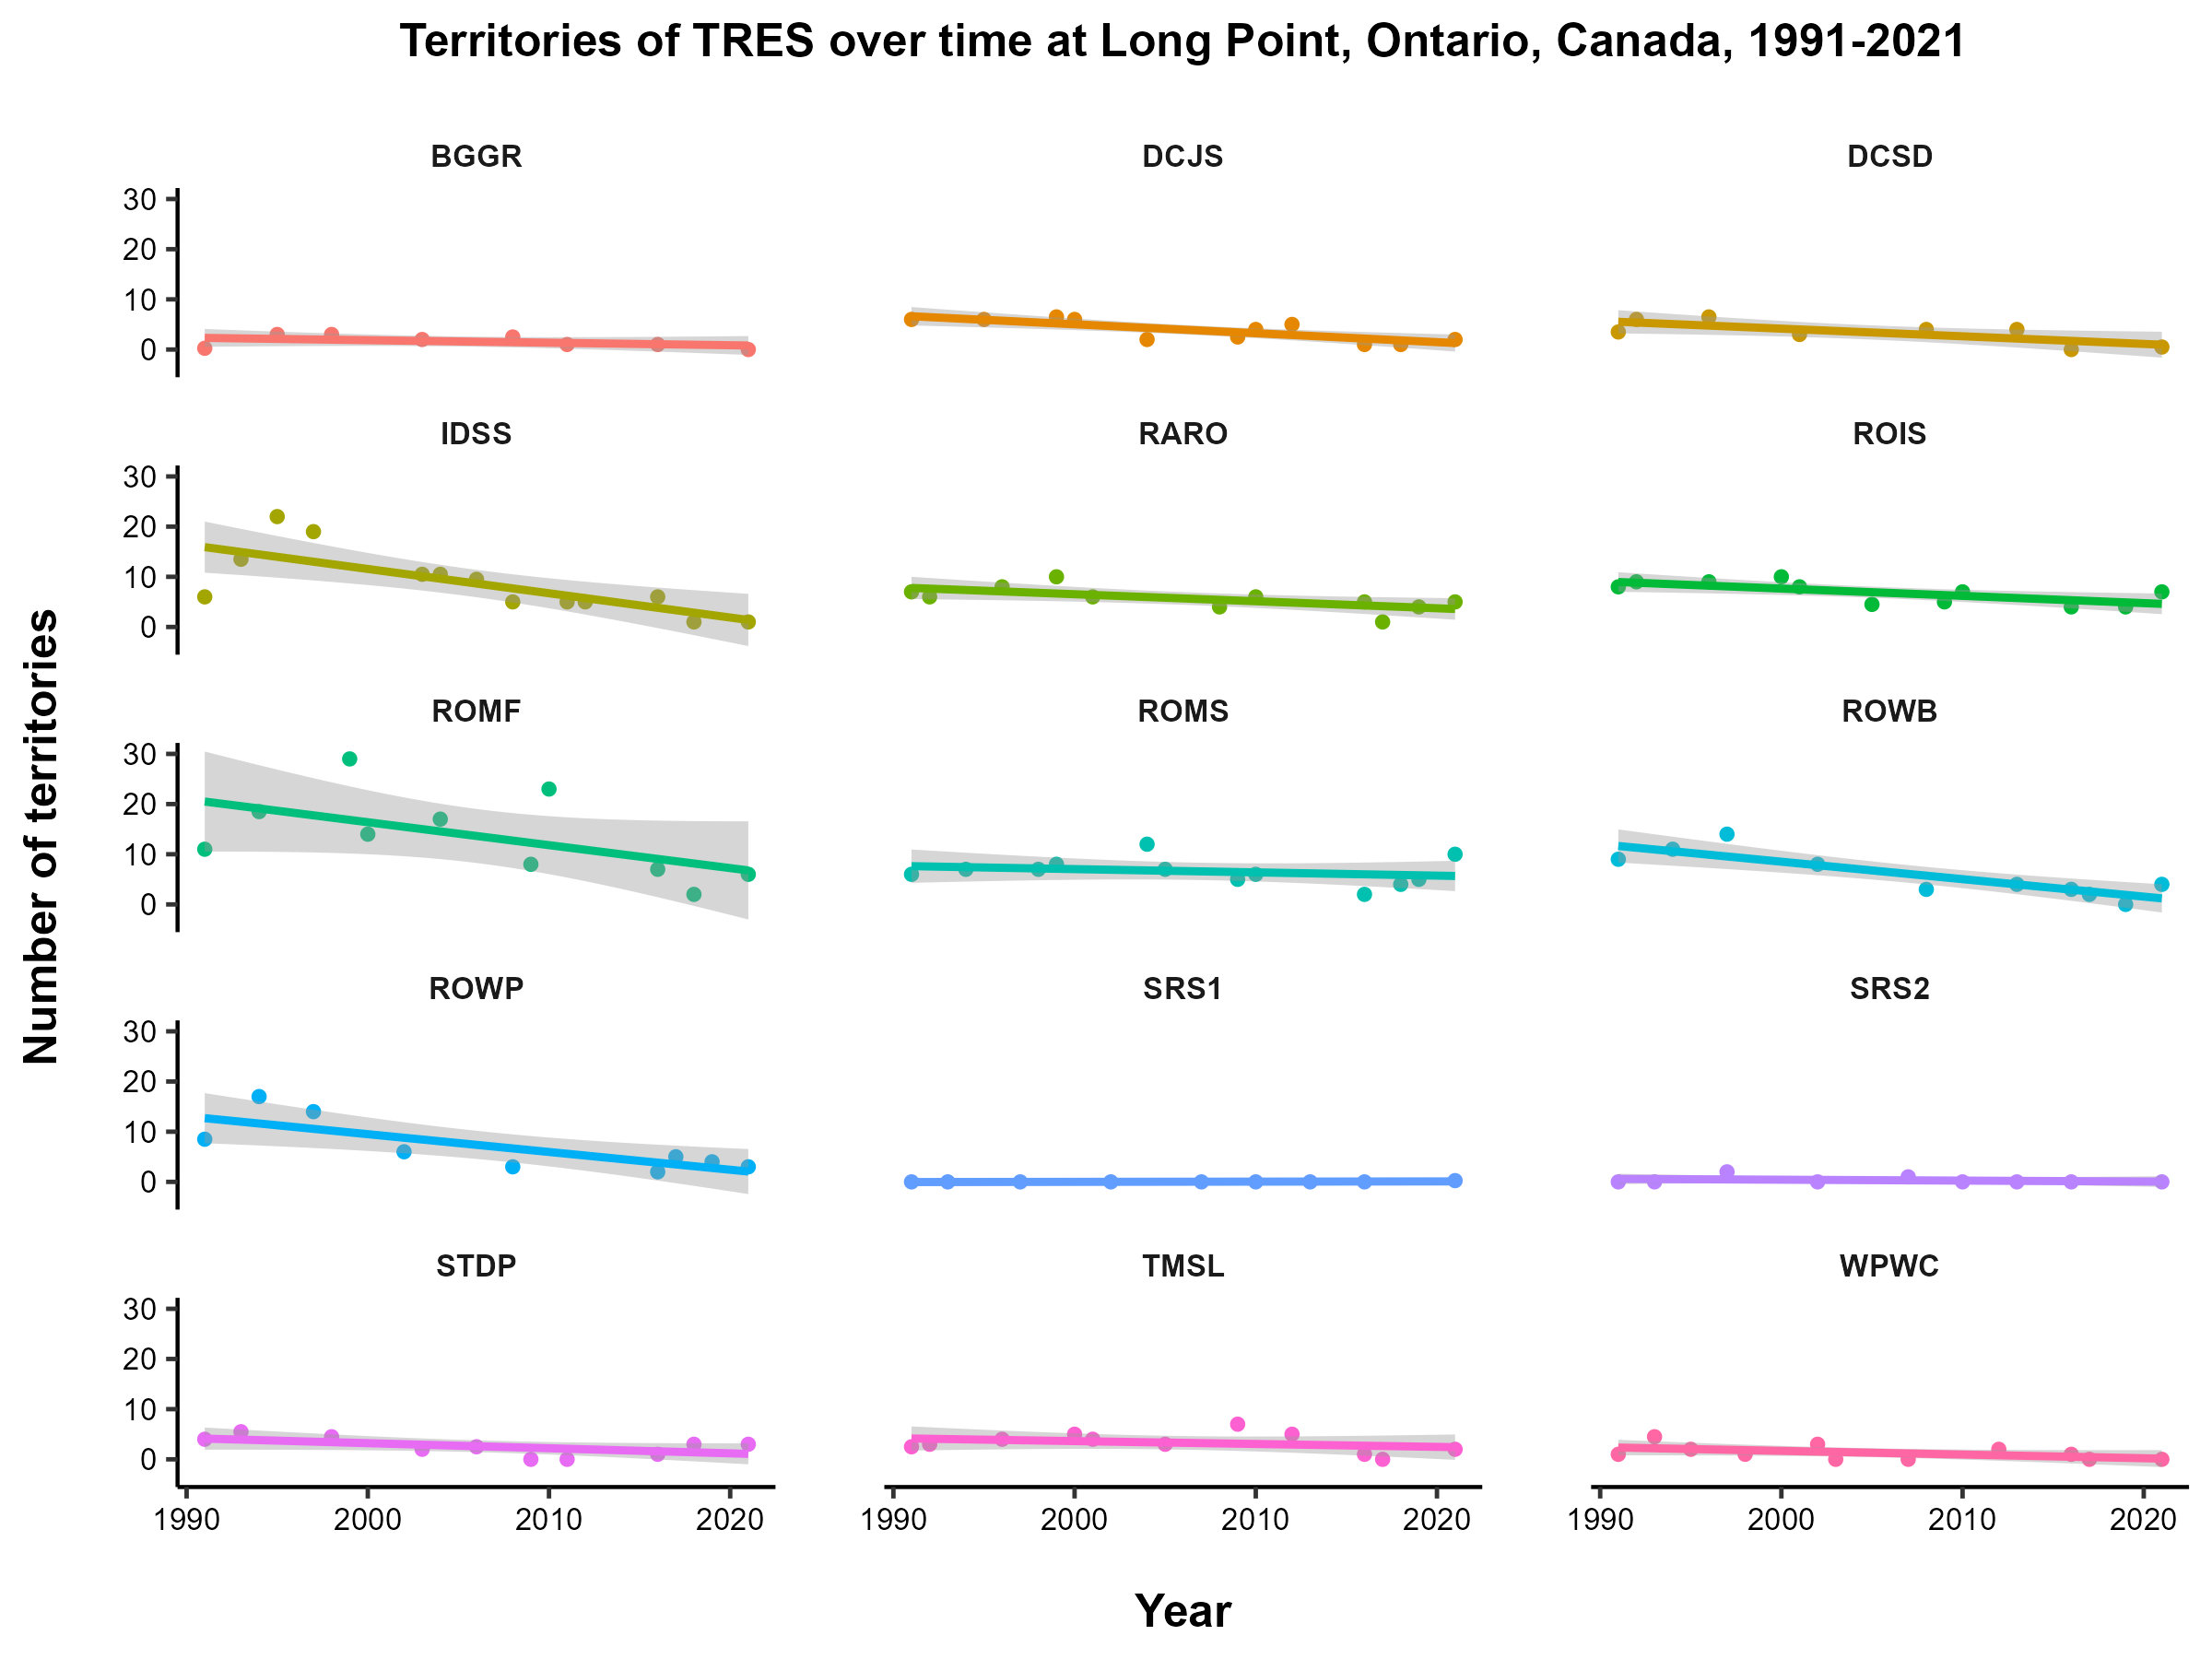 Territories of TRES over time at Long Point, Ontario, Canada, 1991-2021
BGGR DCJS DCSD
30
20
10
0
IDSS RARO ROIS
30
20
10
0
ROMF ROMS ROWB
30
20
10
0
ROWP SRS1 SRS2
30
20
10
0
STDP TMSL WPWC
30
20
10
0
1990 2000 2010 2020 1990 2000 2010 2020 1990 2000 2010 2020
Number of territories
Year